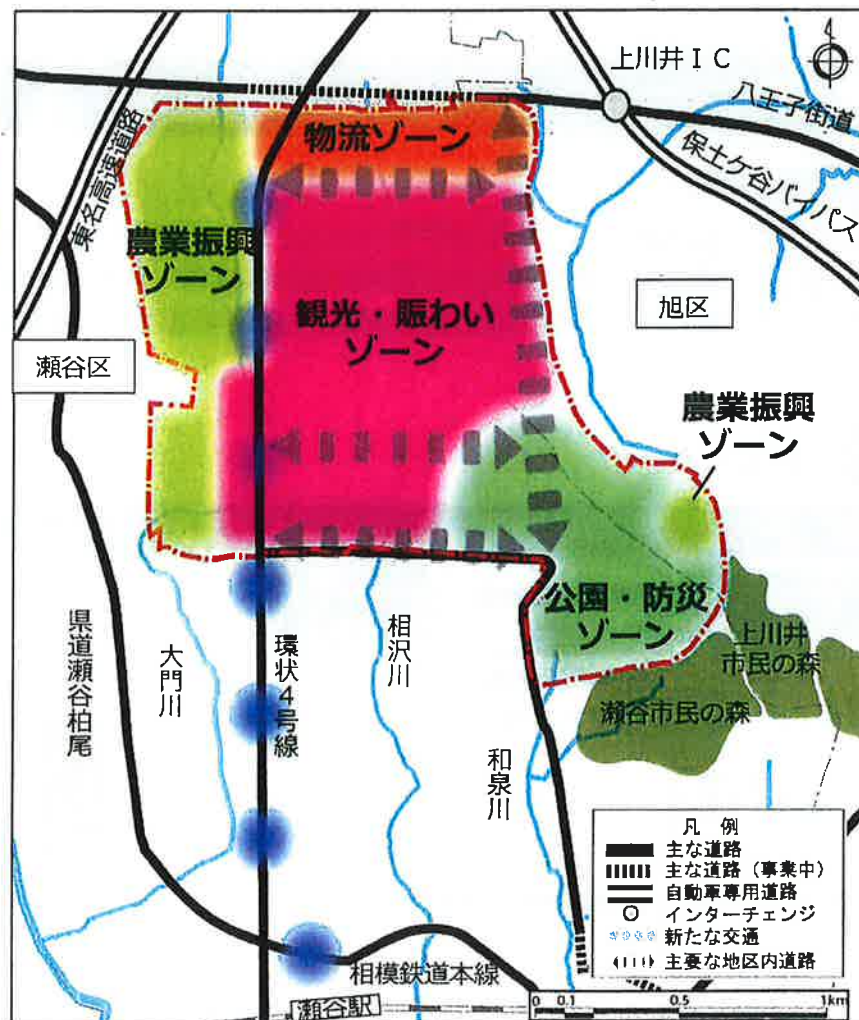 上川井ＩＣ
八王子街道
保土ケ谷バイパス
東名高速道路
物流ゾーン
農業振興
ゾーン
観光・賑わい
ゾーン
旭区
瀬谷区
農業振興
ゾーン
公園・防災
ゾーン
上川井
市民の森
瀬谷市民の森
県道瀬谷柏尾
大門川
環状４号線
相沢川
和泉川
相模鉄道本線
瀬谷駅
凡 例
主な道路
主な道路（事業中）
自動車専用道路
インターチェンジ
新たな交通
主要な地区内道路
0 0.1 0.5 1km